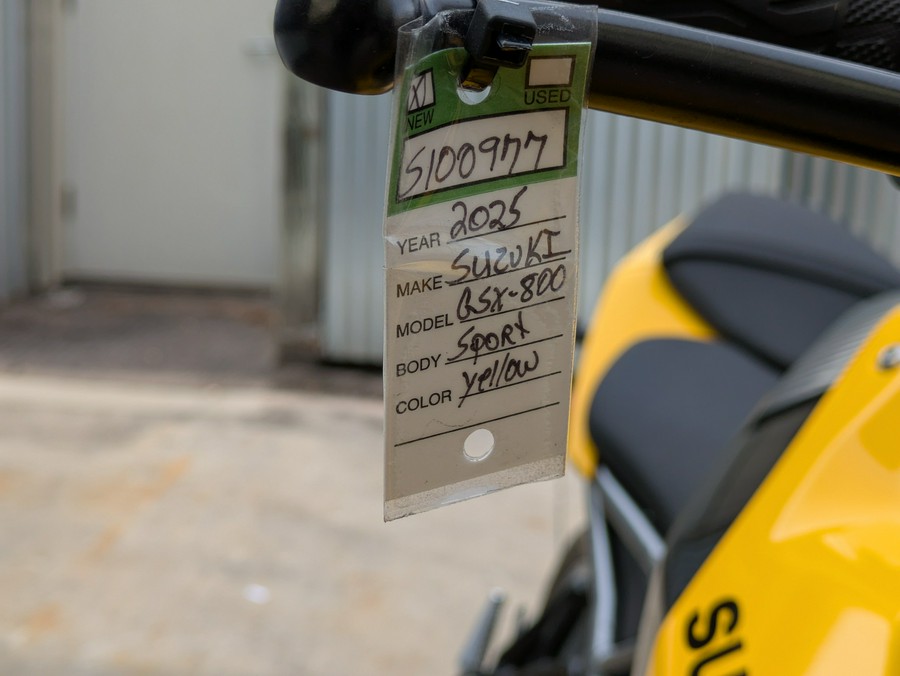 X
NEW
USED
S100977
YEAR 2025
MAKE SUZUKI
MODEL GSX-800
BODY Sport
COLOR yellow
SU